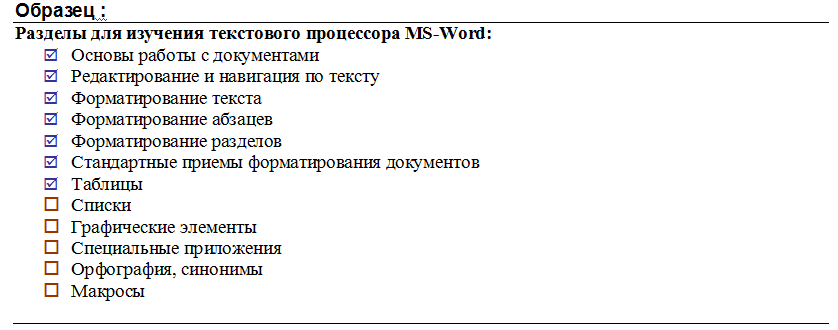 Образец :
Разделы для изучения текстового процессора MS-Word:
Основы работы с документами
Редактирование и навигация по тексту
Форматирование текста
Форматирование абзацев
Форматирование разделов
Стандартные приемы форматирования документов
Таблицы
Списки
Графические элементы
Специальные приложения
Орфография, синонимы
Макросы